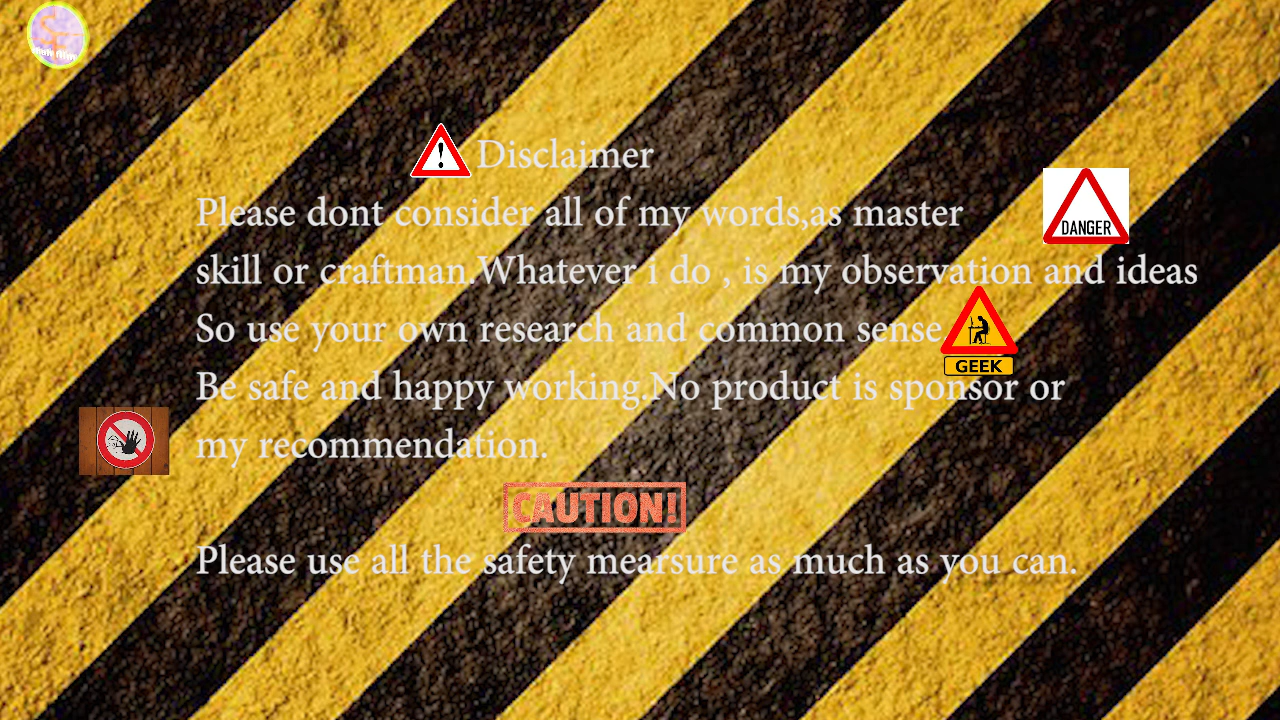 Disclaimer
Please dont consider all of my words,as master
DANGER
skill or craftman.Whatever i do , is my observation and ideas
So use your own research and common sense
GEEK
Be safe and happy working.No product is sponsor or
my recommendation.
CAUTION!
Please use all the safety mearsure as much as you can.